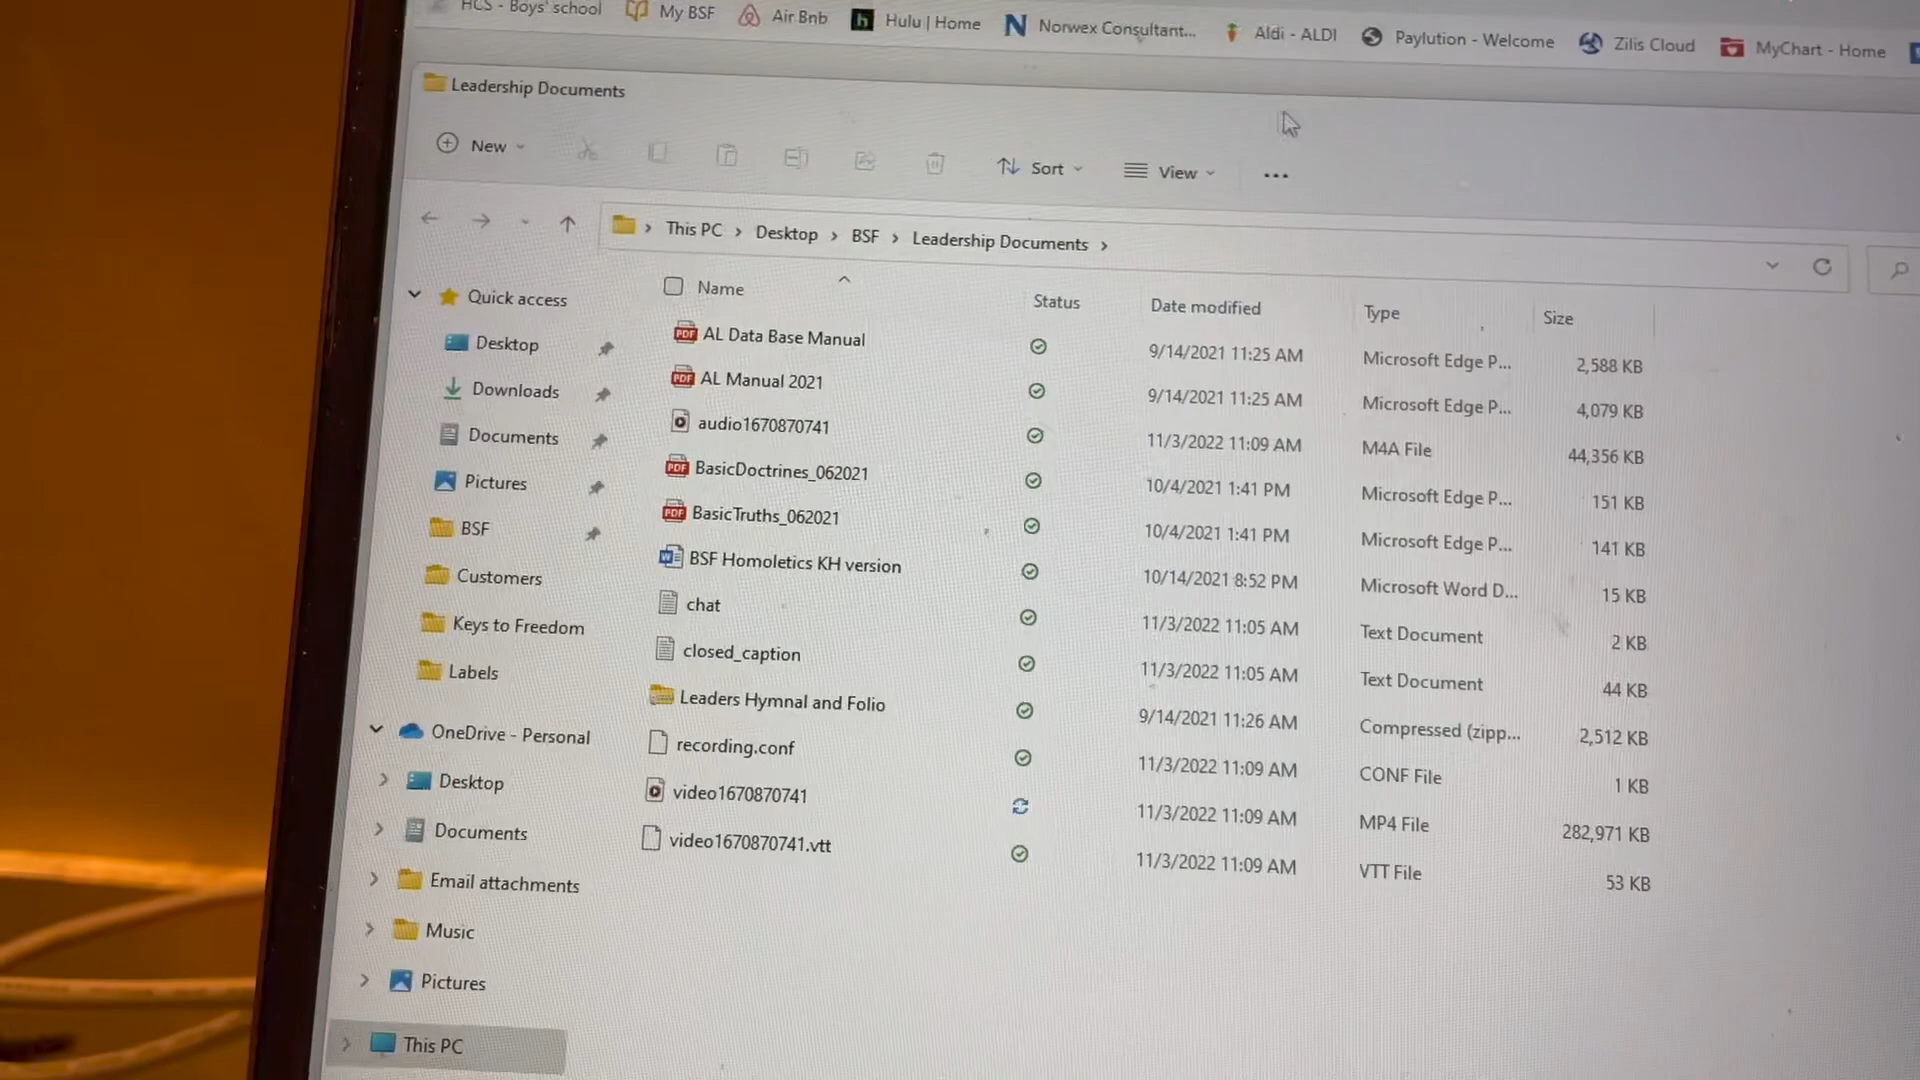 HCS - Boys' school My BSF Air Bnb Hulu | Home Norwex Consultant... Aldi - ALDI Paylution - Welcome Zilis Cloud MyChart - Home
Leadership Documents
New Sort View ...
This PC > Desktop > BSF > Leadership Documents >
Name Status Date modified Type Size
AL Data Base Manual 9/14/2021 11:25 AM Microsoft Edge P... 2,588 KB
AL Manual 2021 9/14/2021 11:25 AM Microsoft Edge P... 4,079 KB
audio1670870741 11/3/2022 11:09 AM M4A File 44,356 KB
BasicDoctrines_062021 10/4/2021 1:41 PM Microsoft Edge P... 151 KB
BasicTruths_062021 10/4/2021 1:41 PM Microsoft Edge P... 141 KB
BSF Homoletics KH version 10/14/2021 8:52 PM Microsoft Word D... 15 KB
chat 11/3/2022 11:05 AM Text Document 2 KB
closed_caption 11/3/2022 11:05 AM Text Document 44 KB
Leaders Hymnal and Folio 9/14/2021 11:26 AM Compressed (zipp... 2,512 KB
recording.conf 11/3/2022 11:09 AM CONF File 1 KB
video1670870741 11/3/2022 11:09 AM MP4 File 282,971 KB
video1670870741.vtt 11/3/2022 11:09 AM VTT File 53 KB
Quick access
Desktop
Downloads
Documents
Pictures
BSF
Customers
Keys to Freedom
Labels
OneDrive - Personal
Desktop
Documents
Email attachments
Music
Pictures
This PC